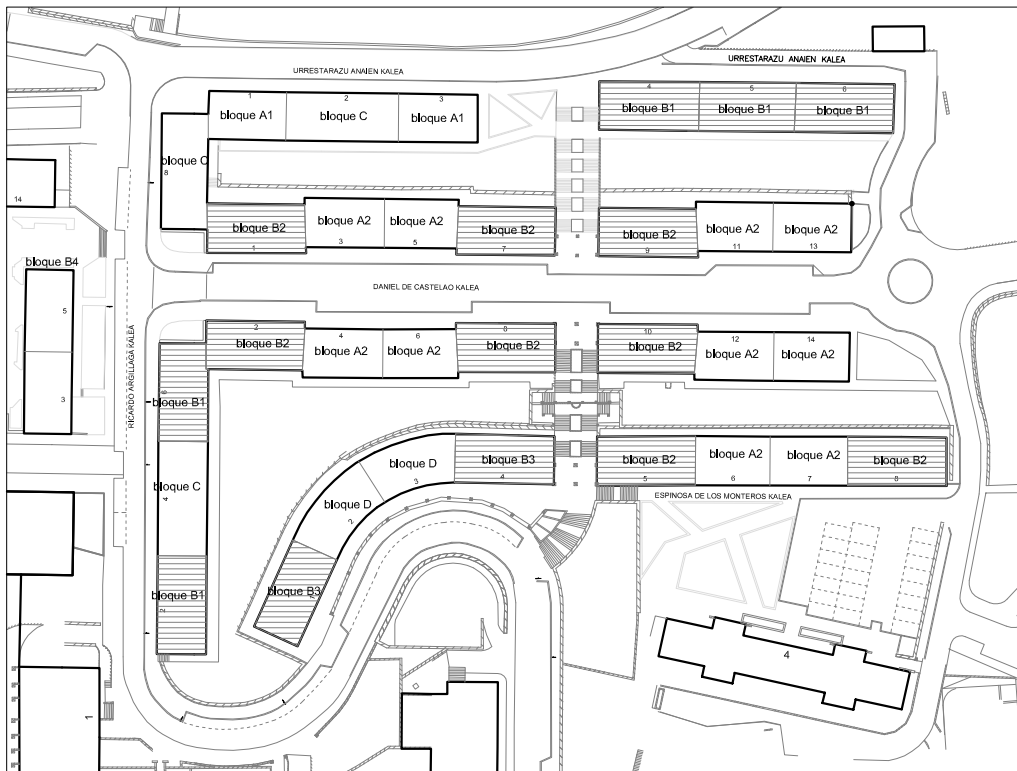 URRESTARAZU ANAIEN KALEA
URRESTARAZU ANAIEN KALEA
1
2
3
bloque A1
bloque C
bloque A1
4
5
6
bloque B1
bloque B1
bloque B1
bloque C
8
14
bloque B2
bloque A2
bloque A2
bloque B2
1
3
5
7
bloque B2
bloque A2
bloque A2
9
11
13
bloque B4
5
3
RICARDO ARGILLAGA KALEA
DANIEL DE CASTELAO KALEA
2
4
6
8
bloque B2
bloque A2
bloque A2
bloque B2
10
12
14
bloque B2
bloque A2
bloque A2
bloque B1
6
bloque C
4
bloque B1
2
bloque D
3
bloque B3
4
bloque D
2
bloque B3
1
bloque B2
bloque A2
bloque A2
bloque B2
5
6
7
8
ESPINOSA DE LOS MONTEROS KALEA
4
1